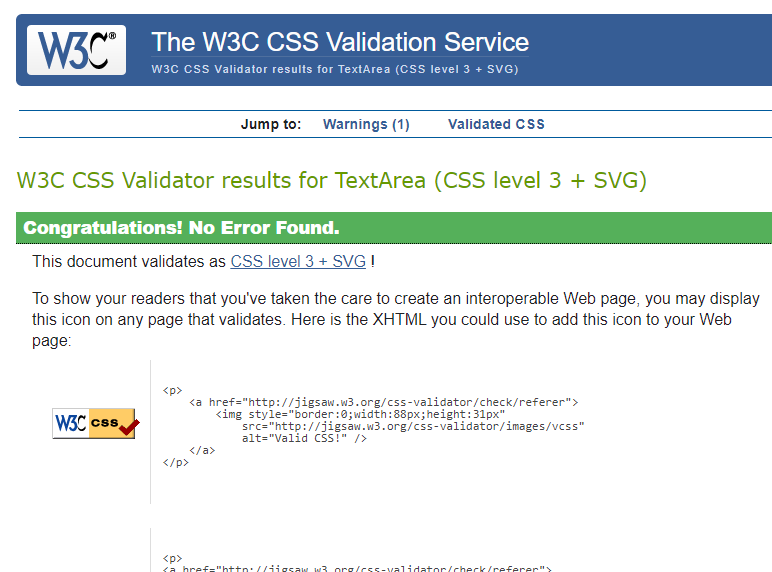 W3C®
The W3C CSS Validation Service
W3C CSS Validator results for TextArea (CSS level 3 + SVG)
Jump to: Warnings (1) Validated CSS
W3C CSS Validator results for TextArea (CSS level 3 + SVG)
Congratulations! No Error Found.
This document validates as CSS level 3 + SVG !
To show your readers that you've taken the care to create an interoperable Web page, you may display
this icon on any page that validates. Here is the XHTML you could use to add this icon to your Web
page:
W3C css
<p>
<a href="http://jigsaw.w3.org/css-validator/check/referer">
<img style="border:0;width:88px;height:31px"
src="http://jigsaw.w3.org/css-validator/images/vcss"
alt="Valid CSS!" />
</a>
</p>
<p>
<a href="http://jigsaw.w3.org/css-validator/check/referer">